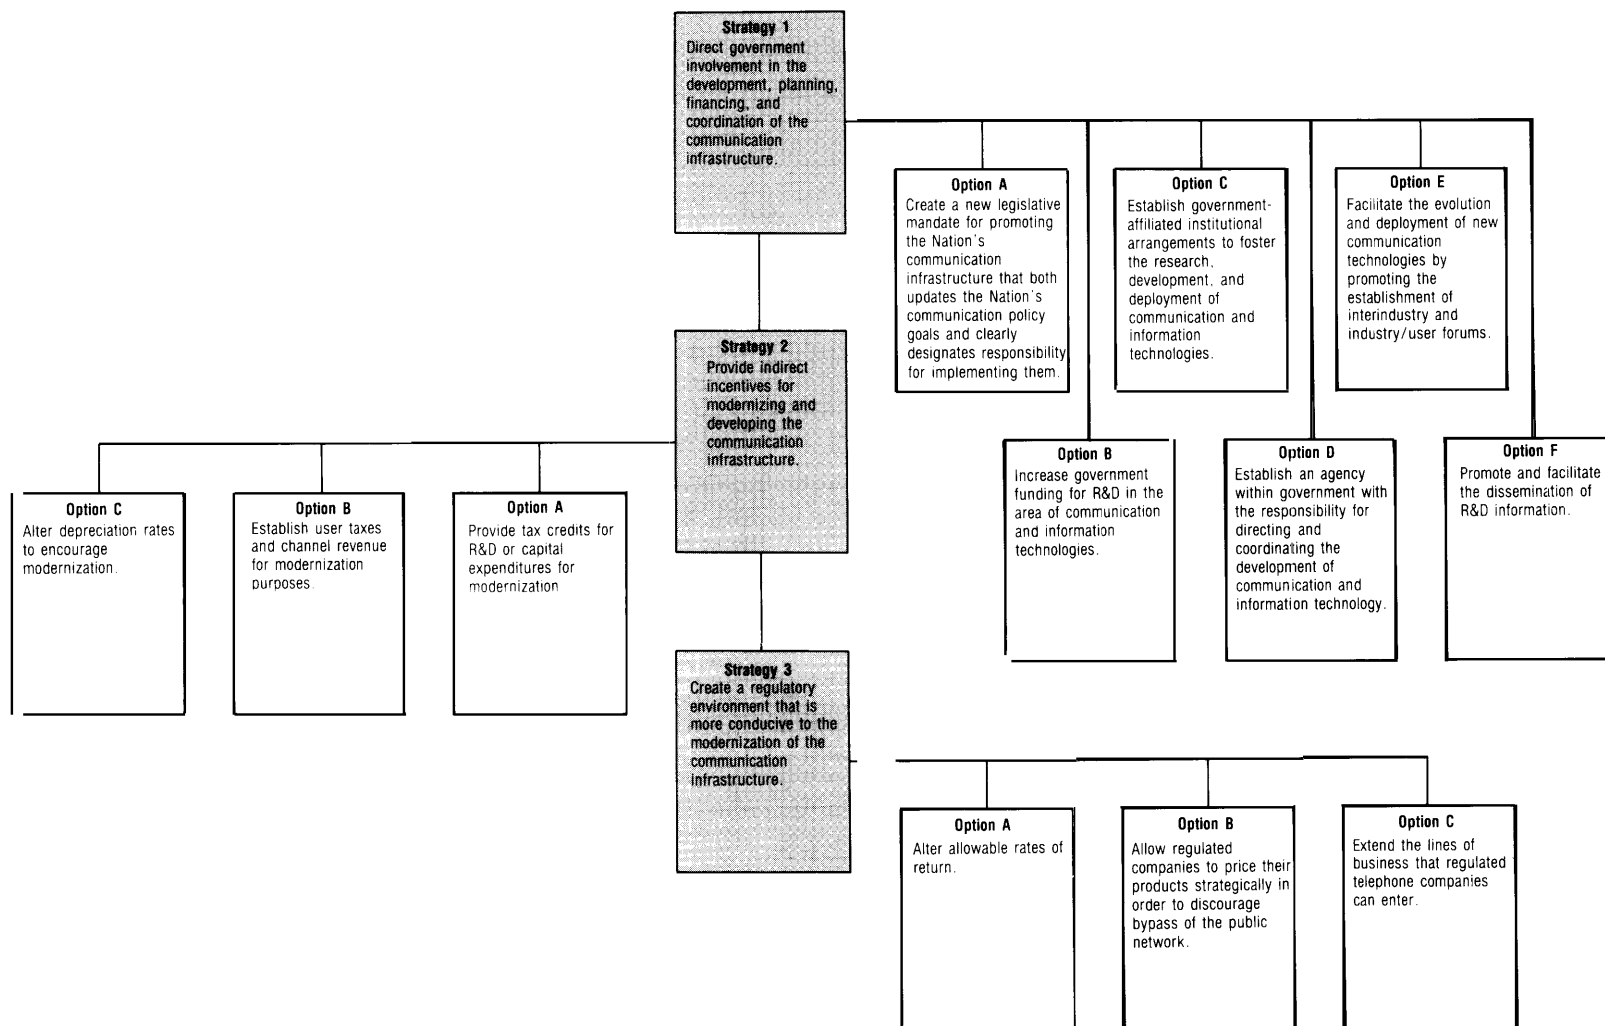 Strategy 1
Direct government
involvement in the
development, planning,
financing, and
coordination of the
communication
infrastructure.
Option A
Create a new legislative
mandate for promoting
the Nation's
communication
infrastructure that both
updates the Nation's
communication policy
goals and clearly
designates responsibility
for implementing them.
Option C
Establish government-
affiliated institutional
arrangements to foster
the research,
development, and
deployment of
communication and
information
technologies.
Option E
Facilitate the evolution
and deployment of new
communication
technologies by
promoting the
establishment of
interindustry and
industry/user forums.
Option B
Increase government
funding for R&D in the
area of communication
and information
technologies.
Option D
Establish an agency
within government with
the responsibility for
directing and
coordinating the
development of
communication and
information technology.
Option F
Promote and facilitate
the dissemination of
R&D information.
Strategy 2
Provide indirect
incentives for
modernizing and
developing the
communication
infrastructure.
Option C
Alter depreciation rates
to encourage
modernization.
Option B
Establish user taxes
and channel revenue
for modernization
purposes.
Option A
Provide tax credits for
R&D or capital
expenditures for
modernization
Strategy 3
Create a regulatory
environment that is
more conducive to the
modernization of the
communication
infrastructure.
Option A
Alter allowable rates of
return.
Option B
Allow regulated
companies to price their
products strategically in
order to discourage
bypass of the public
network.
Option C
Extend the lines of
business that regulated
telephone companies
can enter.